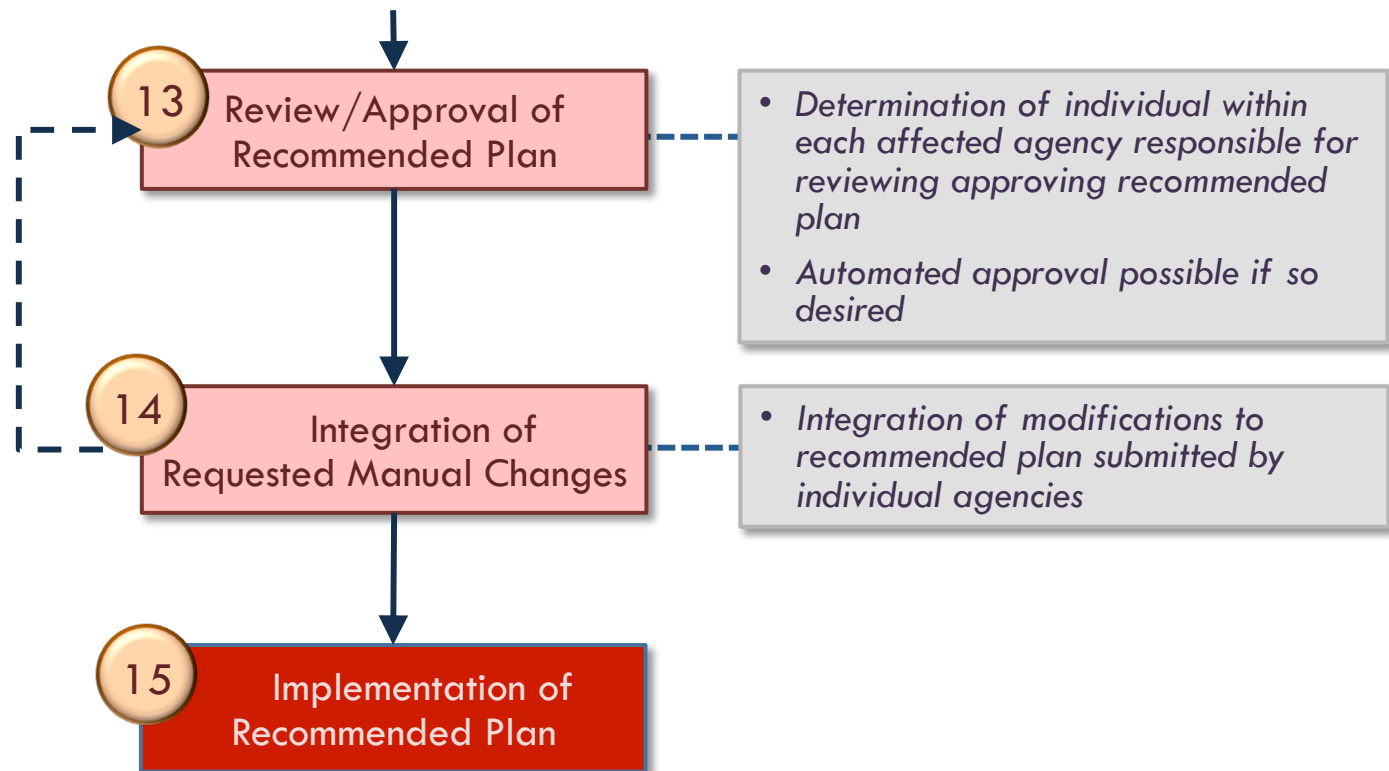 13
Review/Approval of
Recommended Plan
• Determination of individual within
each affected agency responsible for
reviewing approving recommended
plan
• Automated approval possible if so
desired
14
Integration of
Requested Manual Changes
• Integration of modifications to
recommended plan submitted by
individual agencies
15
Implementation of
Recommended Plan